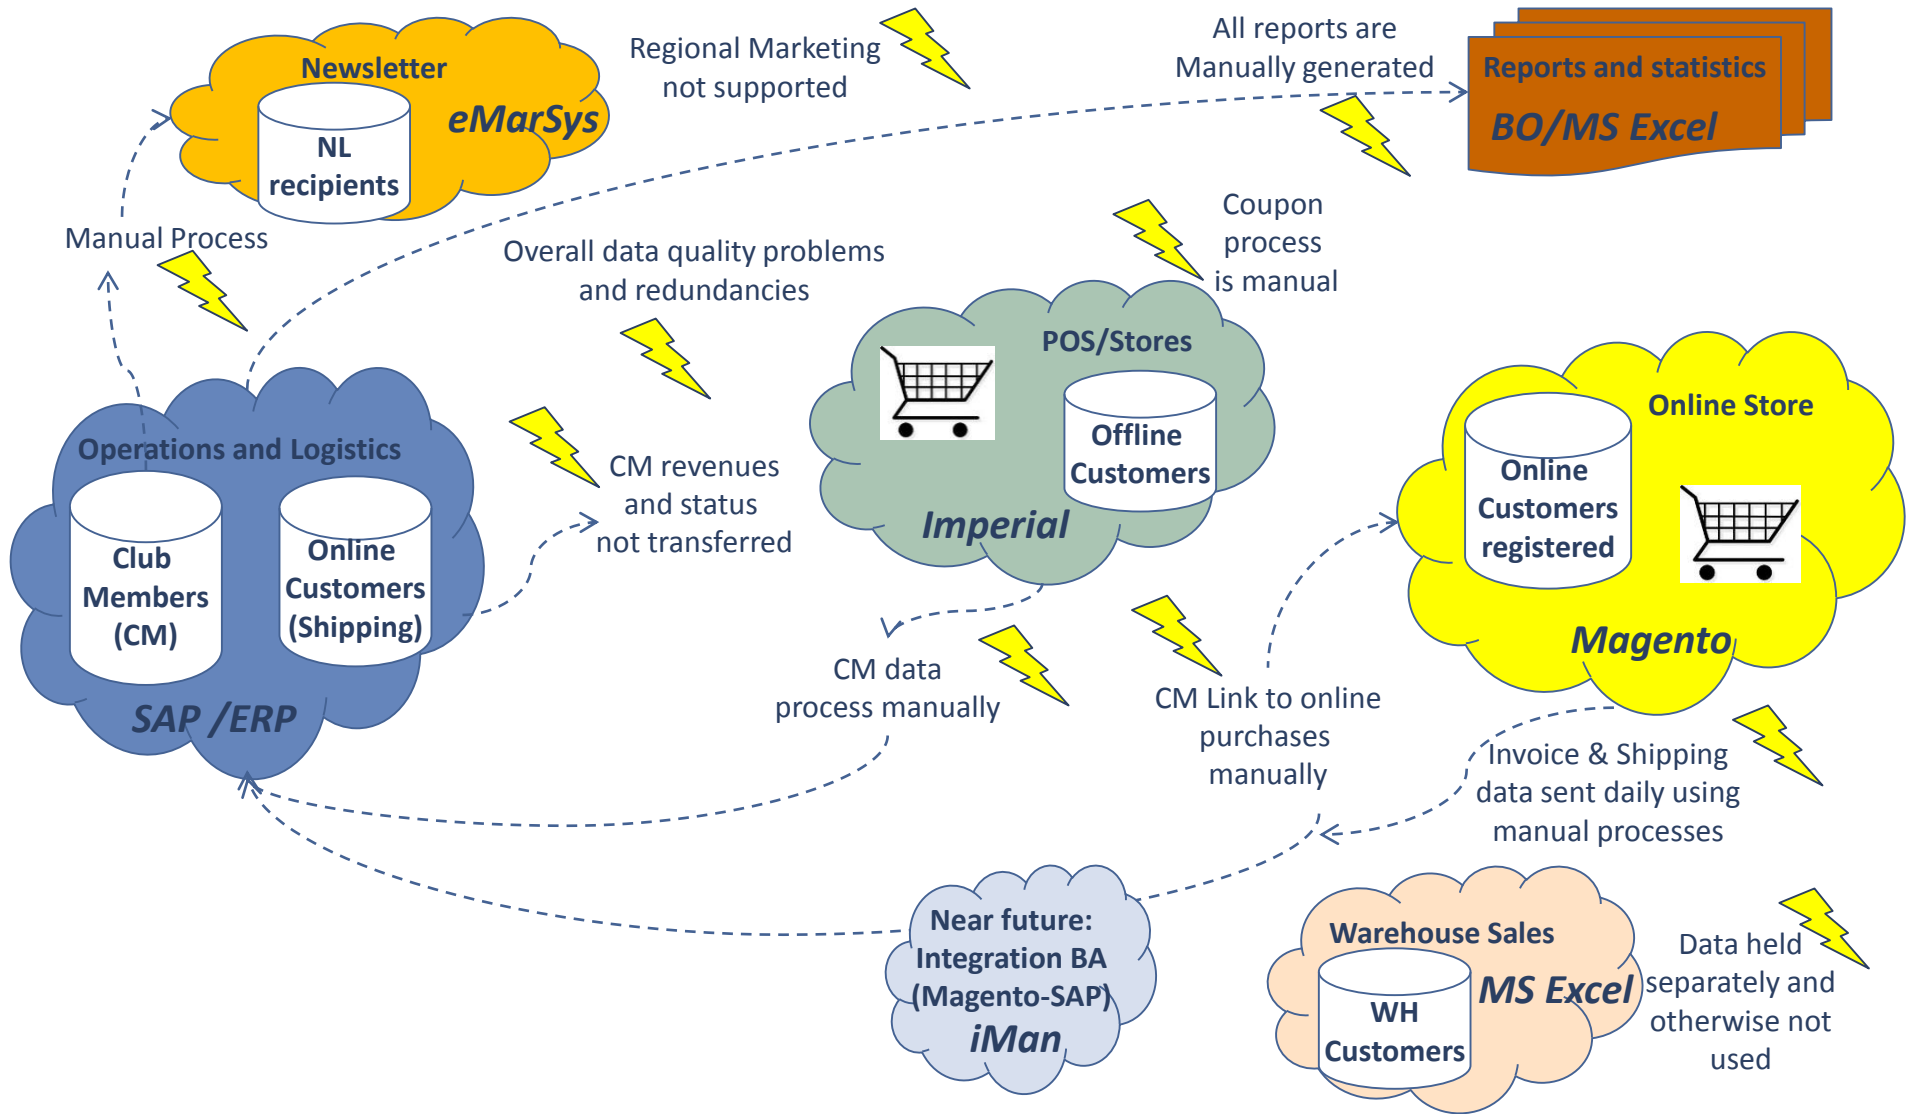 Newsletter
eMarSys
NL
recipients
Regional Marketing
not supported
All reports are
Manually generated
Reports and statistics
BO/MS Excel
Manual Process
Overall data quality problems
and redundancies
Coupon
process
is manual
POS/Stores
Offline
Customers
Imperial
Online Store
Online
Customers
registered
Magento
Operations and Logistics
Club
Members
(CM)
Online
Customers
(Shipping)
SAP /ERP
CM revenues
and status
not transferred
CM data
process manually
CM Link to online
purchases
manually
Invoice & Shipping
data sent daily using
manual processes
Near future:
Integration BA
(Magento-SAP)
iMan
Warehouse Sales
MS Excel
WH
Customers
Data held
separately and
otherwise not
used